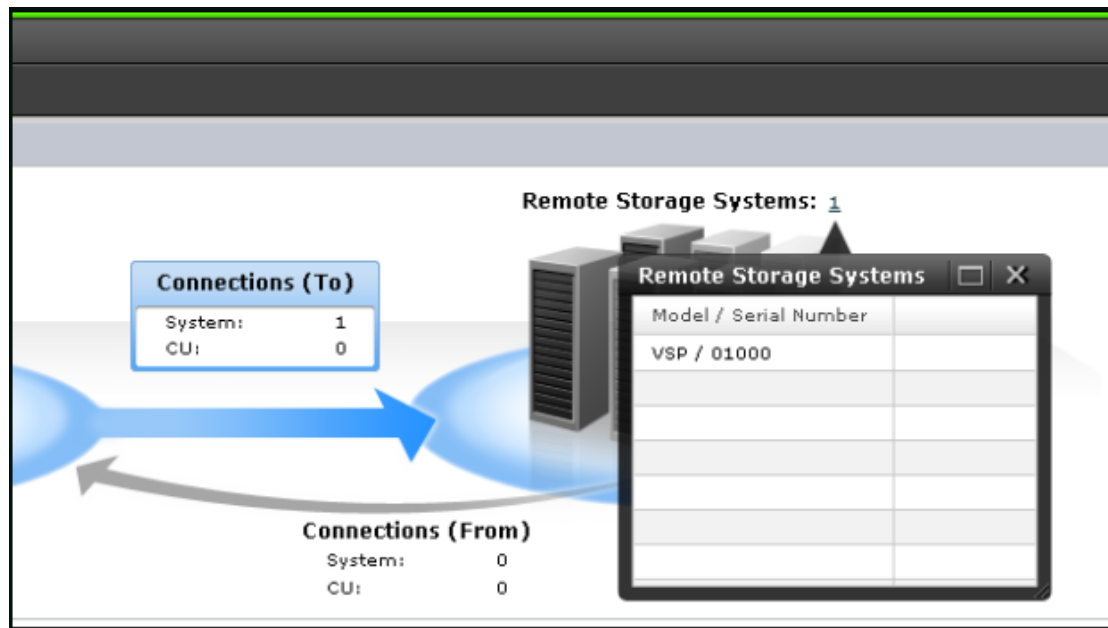 Remote Storage Systems: 1
Connections (To)
System: 1
CU: 0
Remote Storage Systems
Model / Serial Number
VSP / 01000
Connections (From)
System: 0
CU: 0